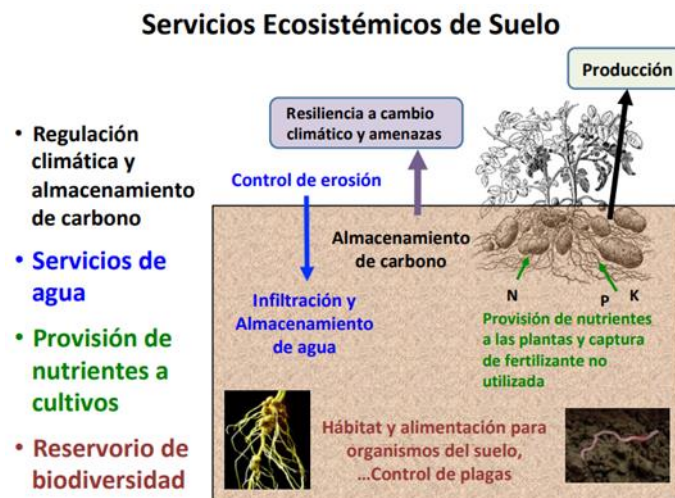 Servicios Ecosistémicos de Suelo
• Regulación
climática y
almacenamiento
de carbono
• Servicios de
agua
• Provisión de
nutrientes a
cultivos
• Reservorio de
biodiversidad
Producción
Resiliencia a cambio
climático y amenazas
Control de erosión
Almacenamiento
de carbono
Infiltración y
Almacenamiento
de agua
N
P
K
Provisión de nutrientes
a las plantas y captura
de fertilizante no
utilizada
Hábitat y alimentación para
organismos del suelo,
...Control de plagas